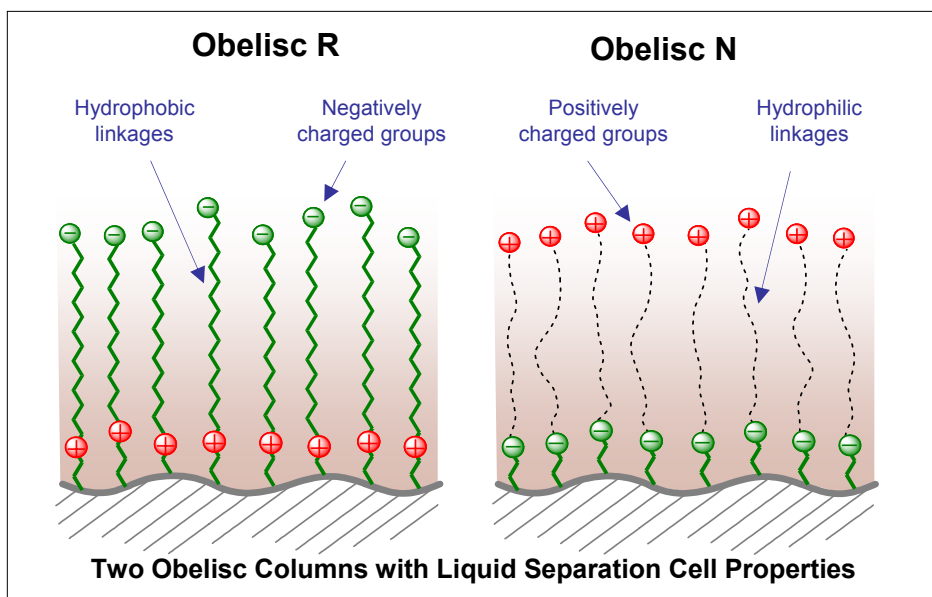 Obelisc R
Obelisc N
Hydrophobic
linkages
Negatively
charged groups
Positively
charged groups
Hydrophilic
linkages
Two Obelisc Columns with Liquid Separation Cell Properties